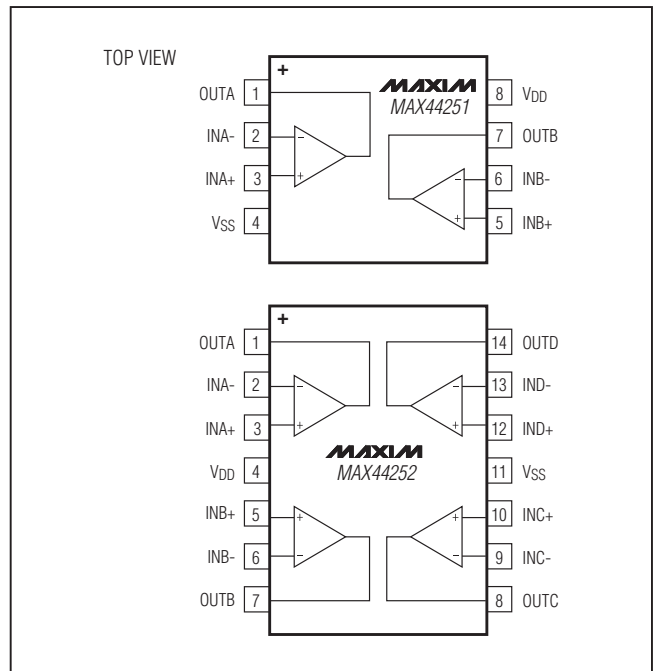 TOP VIEW
+
MAXIM
MAX44251
OUTA 1
INA- 2
INA+ 3
VSS 4
8 VDD
7 OUTB
6 INB-
5 INB+
−
+
−
+
+
MAXIM
MAX44252
OUTA 1
INA- 2
INA+ 3
VDD 4
INB+ 5
INB- 6
OUTB 7
14 OUTD
13 IND-
12 IND+
11 VSS
10 INC+
9 INC-
8 OUTC
−
+
−
+
+
−
+
−